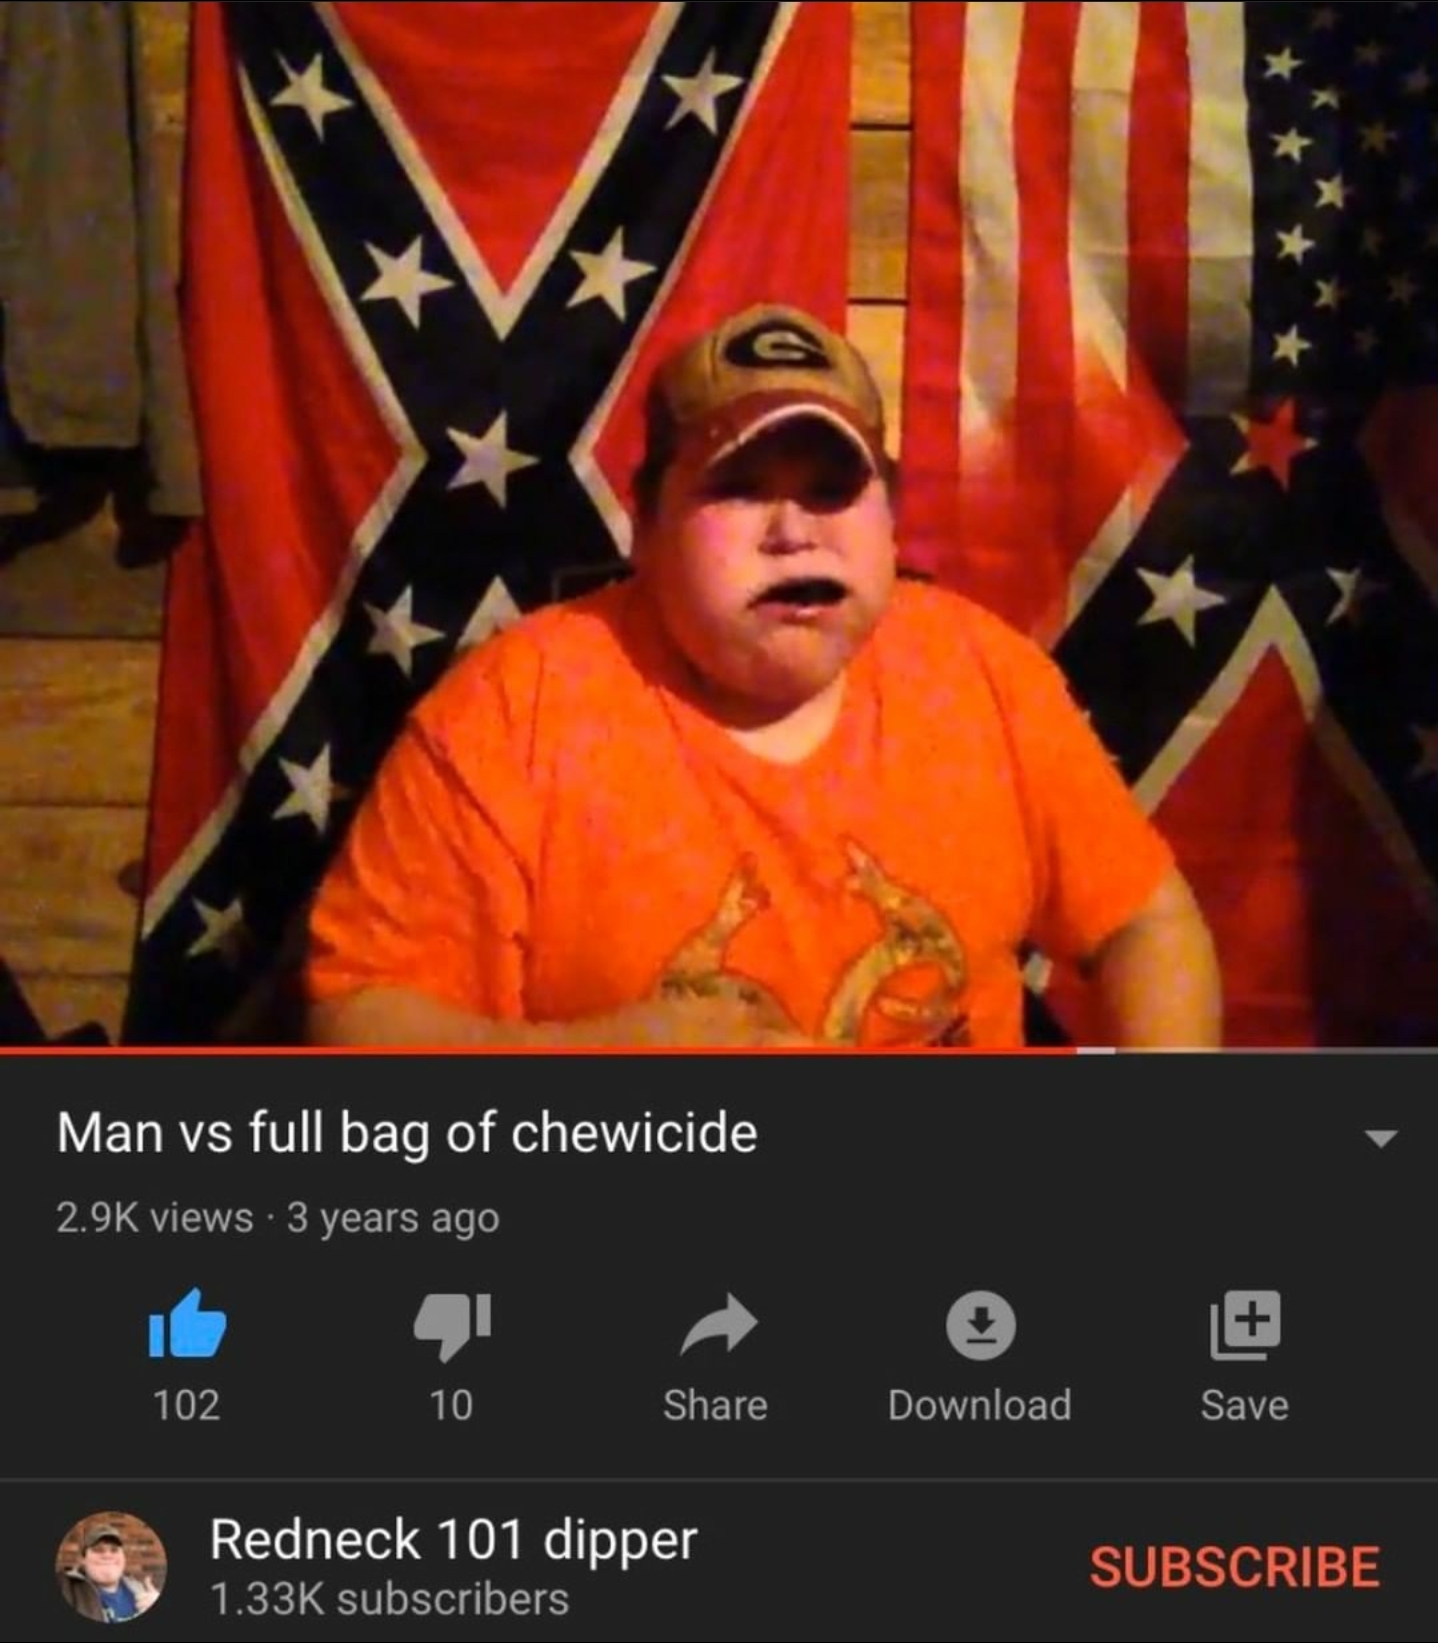 G
Man vs full bag of chewicide
2.9K views · 3 years ago
102
10
Share
Download
Save
Redneck 101 dipper
1.33K subscribers
SUBSCRIBE